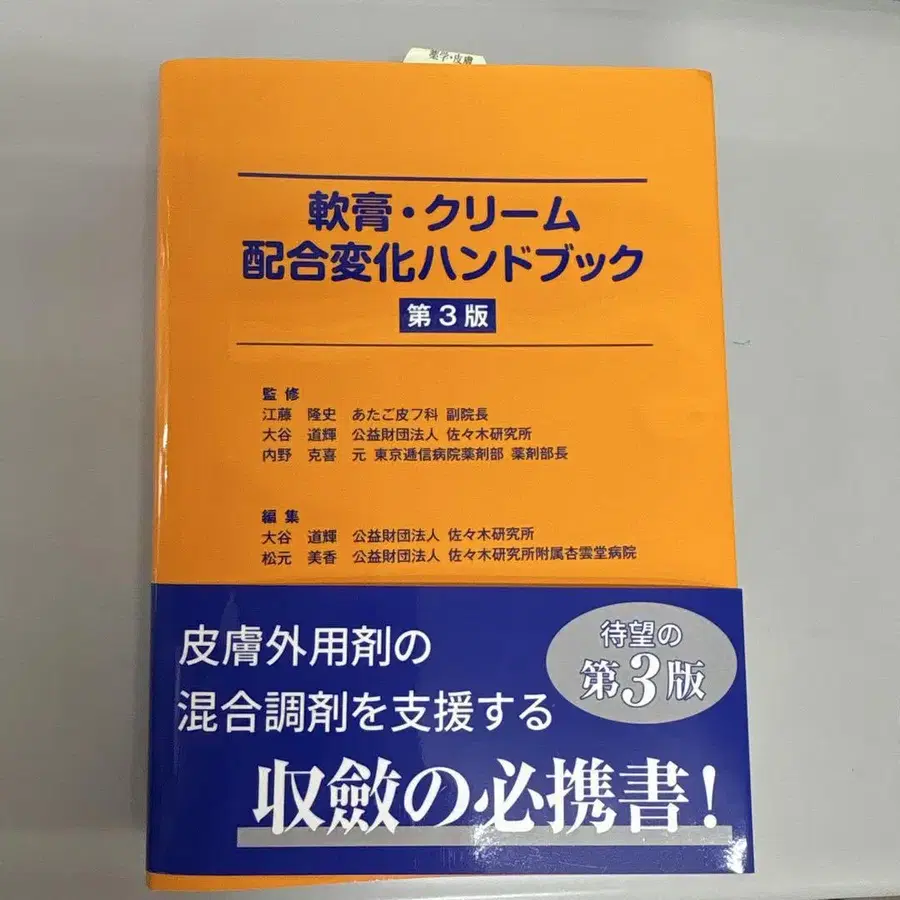 薬学・皮膚
軟膏・クリーム
配合変化ハンドブック
第3版
監修
江藤 隆史 あたご皮フ科 副院長
大谷 道輝 公益財団法人 佐々木研究所
内野 克喜 元 東京逓信病院薬剤部 薬剤部長
編集
大谷 道輝 公益財団法人 佐々木研究所
松元 美香 公益財団法人 佐々木研究所附属杏雲堂病院
皮膚外用剤の
混合調剤を支援する
待望の
第3版
収斂の必携書!